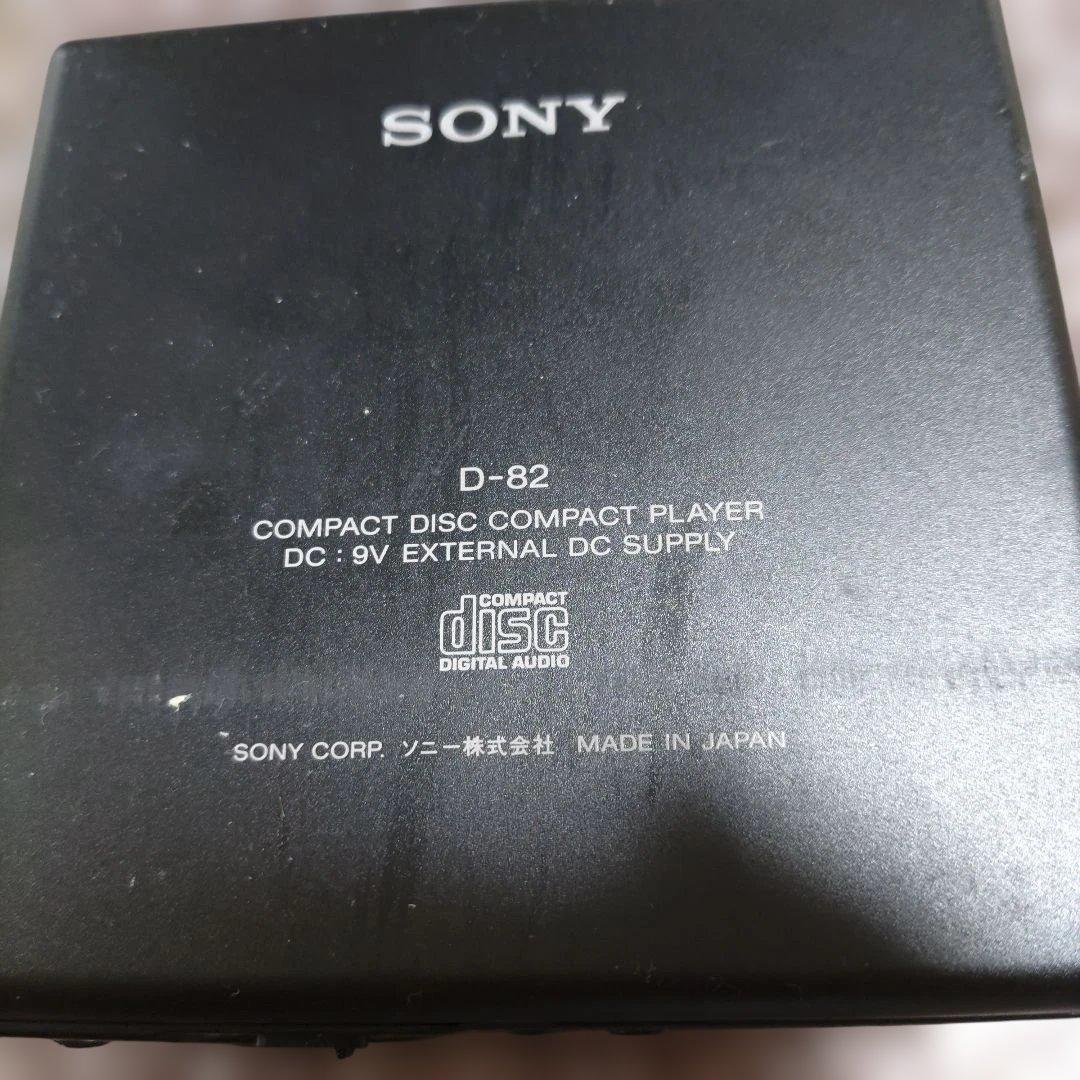 SONY
D-82
COMPACT DISC COMPACT PLAYER
DC : 9V EXTERNAL DC SUPPLY
COMPACT
disc
DIGITAL AUDIO
SONY CORP. ソニー株式会社 MADE IN JAPAN